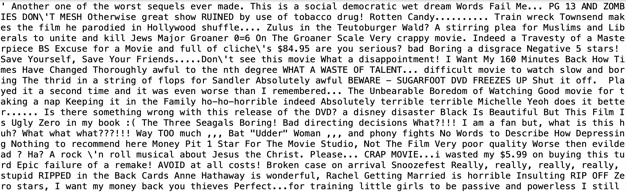 ' Another one of the worst sequels ever made. This is a social democratic wet dream Words Fail Me... PG 13 AND ZOMB
IES DON\'T MESH Otherwise great show RUINED by use of tobacco drug! Rotten Candy.......... Train wreck Townsend mak
es the film he parodied in Hollywood shuffle.... Zulus in the Teutoburger Wald? A stirring plea for Muslims and Lib
erals to unite and kill Jews Major Groaner 0=6 On The Groaner Scale Very crappy movie. Indeed a Travesty of a Maste
rpiece BS Excuse for a Movie and full of cliche\'s $84.95 are you serious? bad Boring a disgrace Negative 5 stars!
Save Yourself, Save Your Friends.....Don\'t see this movie What a disappointment! I Want My 160 Minutes Back How Ti
mes Have Changed Thoroughly awful to the nth degree WHAT A WASTE OF TALENT... difficult movie to watch slow and bor
ing The thrid in a string of flops for Sandler Absolutely awful BEWARE - SUGARFOOT DVD FREEZES UP Shut it off.  Pla
yed it a second time and it was even worse than I remembered... The Unbearable Boredom of Watching Good movie for t
aking a nap Keeping it in the Family ho-ho-horrible indeed Absolutely terrible terrible Michelle Yeoh does it bette
r...... Is there something wrong with this release of the DVD? a disney disaster Black Is Beautiful But This Film I
s Ugly Zero in my book :( The Three Seagals Boring! Bad directing decisions What?!!! I am a fan but, what is this h
uh? What what what???!!! Way TOO much ,,, Bat "Udder" Woman ,,, and phony fights No Words to Describe How Depressin
g Nothing to recommend here Money Pit 1 Star For The Movie Studio, Not The Film Very poor quality Worse then evilde
ad ? Ha? A rock \'n roll musical about Jesus the Christ. Please... CRAP MOVIE...i wasted my $5.99 on buying this tu
rd Epic failure of a remake! AVOID at all costs! Broken case on arrival Snoozefest Really, really, really, really,
stupid RIPPED in the Back Cards Anne Hathaway is wonderful, Rachel Getting Married is horrible Insulting RIP OFF Ze
ro stars, I want my money back you thieves Perfect...for training little girls to be passive and powerless I still